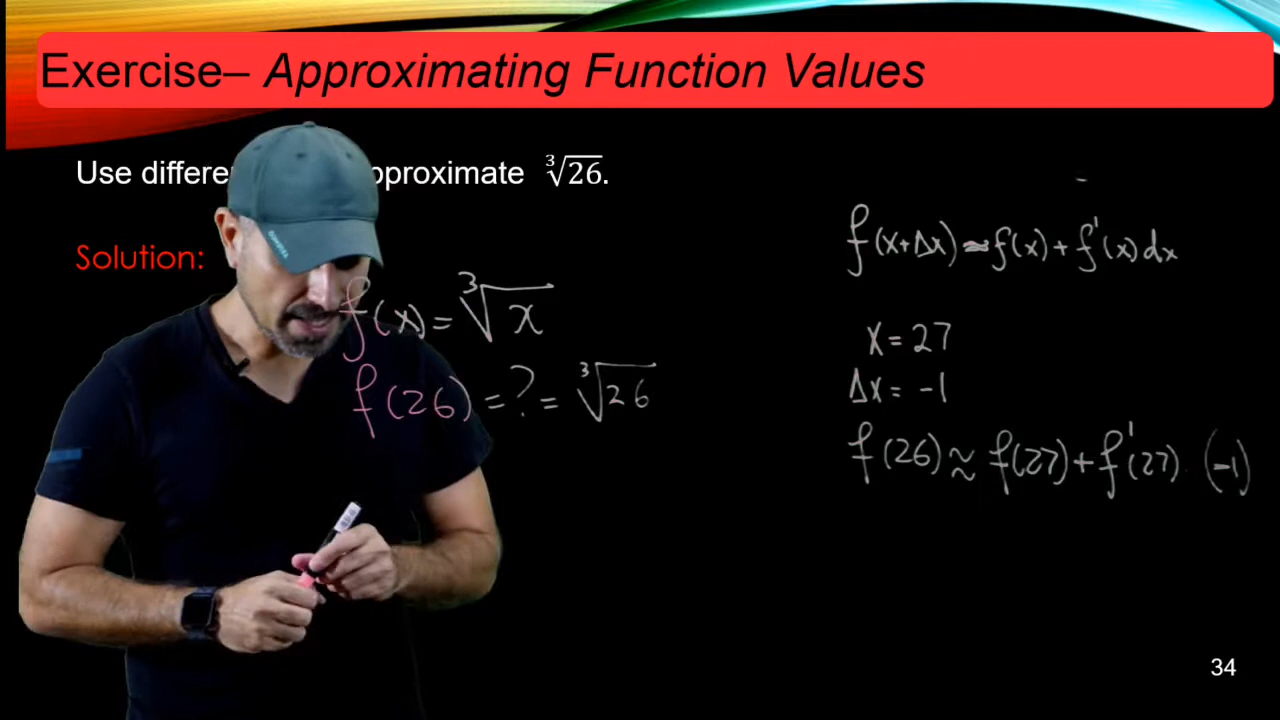 Exercise– Approximating Function Values
Use differe pproximate ∛26.
Solution:
f(x) = ∛x
f(26) = ? = ∛26
f(x+Δx) ≈ f(x) + f'(x) dx
x = 27
Δx = -1
f(26) ≈ f(27) + f'(27) (-1)
34